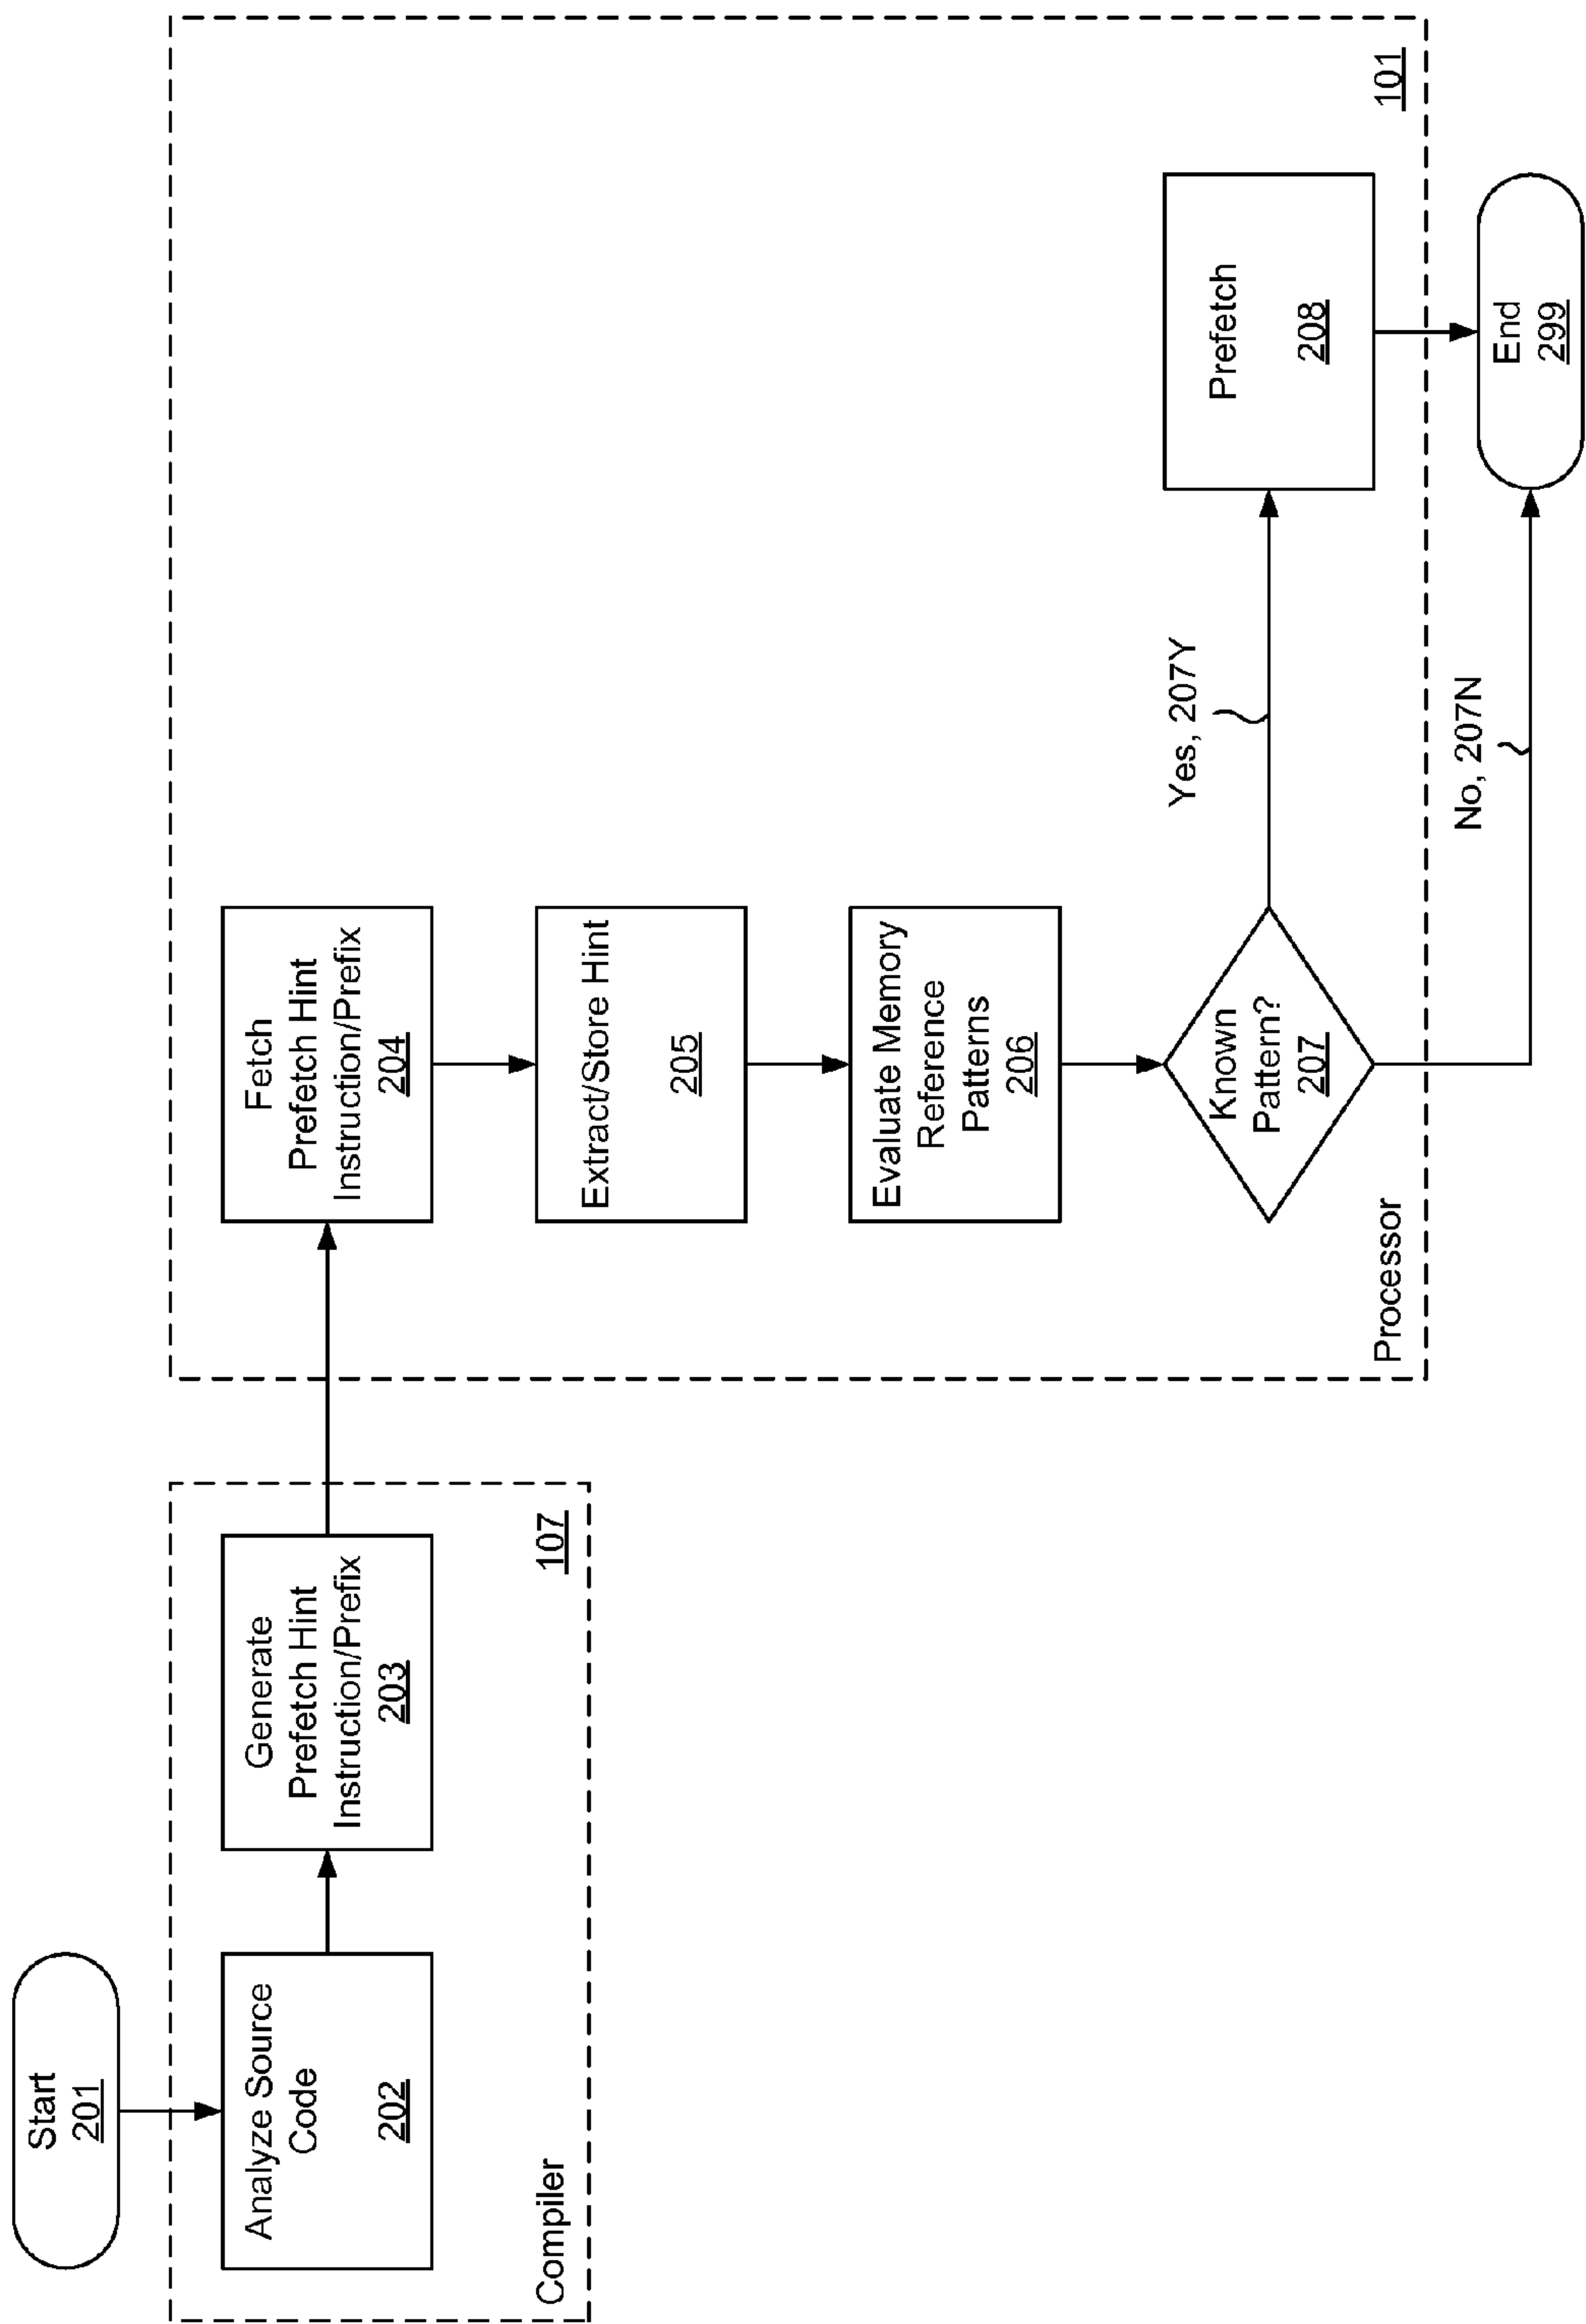 Start
201
Analyze Source
Code
202
Generate
Prefetch Hint
Instruction/Prefix
203
Compiler
107
Fetch
Prefetch Hint
Instruction/Prefix
204
Extract/Store Hint
205
Evaluate Memory
Reference
Patterns
206
Known
Pattern?
207
Yes, 207Y
Prefetch
208
Processor
101
No, 207N
End
299